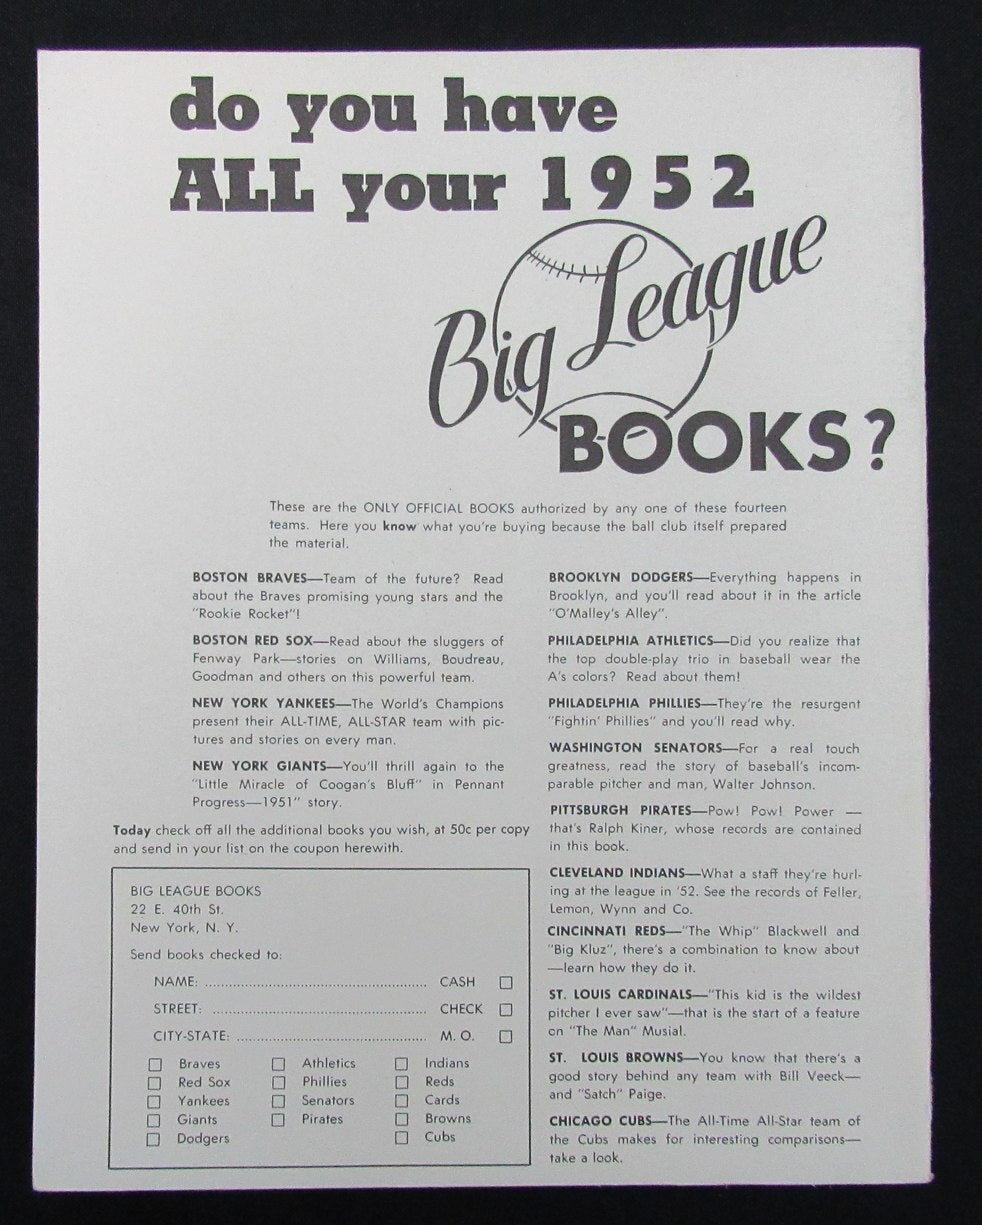 do you have
ALL your 1952
Big League
BOOKS?
These are the ONLY OFFICIAL BOOKS authorized by any one of these fourteen
teams. Here you know what you're buying because the ball club itself prepared
the material.
BOSTON BRAVES—Team of the future? Read
about the Braves promising young stars and the
"Rookie Rocket"!
BOSTON RED SOX—Read about the sluggers of
Fenway Park—stories on Williams, Boudreau,
Goodman and others on this powerful team.
NEW YORK YANKEES—The World's Champions
present their ALL-TIME, ALL-STAR team with pic-
tures and stories on every man.
NEW YORK GIANTS—You'll thrill again to the
"Little Miracle of Coogan's Bluff" in Pennant
Progress—1951" story.
Today check off all the additional books you wish, at 50c per copy
and send in your list on the coupon herewith.
BIG LEAGUE BOOKS
22 E. 40th St.
New York, N. Y.
Send books checked to:
NAME: ........................................ CASH ☐
STREET: ........................................ CHECK ☐
CITY-STATE: ........................................ M. O. ☐
☐ Braves ☐ Athletics ☐ Indians
☐ Red Sox ☐ Phillies ☐ Reds
☐ Yankees ☐ Senators ☐ Cards
☐ Giants ☐ Pirates ☐ Browns
☐ Dodgers ☐ Cubs
BROOKLYN DODGERS—Everything happens in
Brooklyn, and you'll read about it in the article
"O'Malley's Alley".
PHILADELPHIA ATHLETICS—Did you realize that
the top double-play trio in baseball wear the
A's colors? Read about them!
PHILADELPHIA PHILLIES—They're the resurgent
"Fightin' Phillies" and you'll read why.
WASHINGTON SENATORS—For a real touch
greatness, read the story of baseball's incom-
parable pitcher and man, Walter Johnson.
PITTSBURGH PIRATES—Pow! Pow! Power —
that's Ralph Kiner, whose records are contained
in this book.
CLEVELAND INDIANS—What a staff they're hurl-
ing at the league in '52. See the records of Feller,
Lemon, Wynn and Co.
CINCINNATI REDS—"The Whip" Blackwell and
"Big Kluz", there's a combination to know about
—learn how they do it.
ST. LOUIS CARDINALS—"This kid is the wildest
pitcher I ever saw"—that is the start of a feature
on "The Man" Musial.
ST. LOUIS BROWNS—You know that there's a
good story behind any team with Bill Veeck—
and "Satch" Paige.
CHICAGO CUBS—The All-Time All-Star team of
the Cubs makes for interesting comparisons—
take a look.